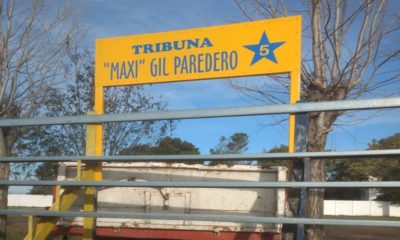 TRIBUNA
"MAXI" GIL PAREDERO
5